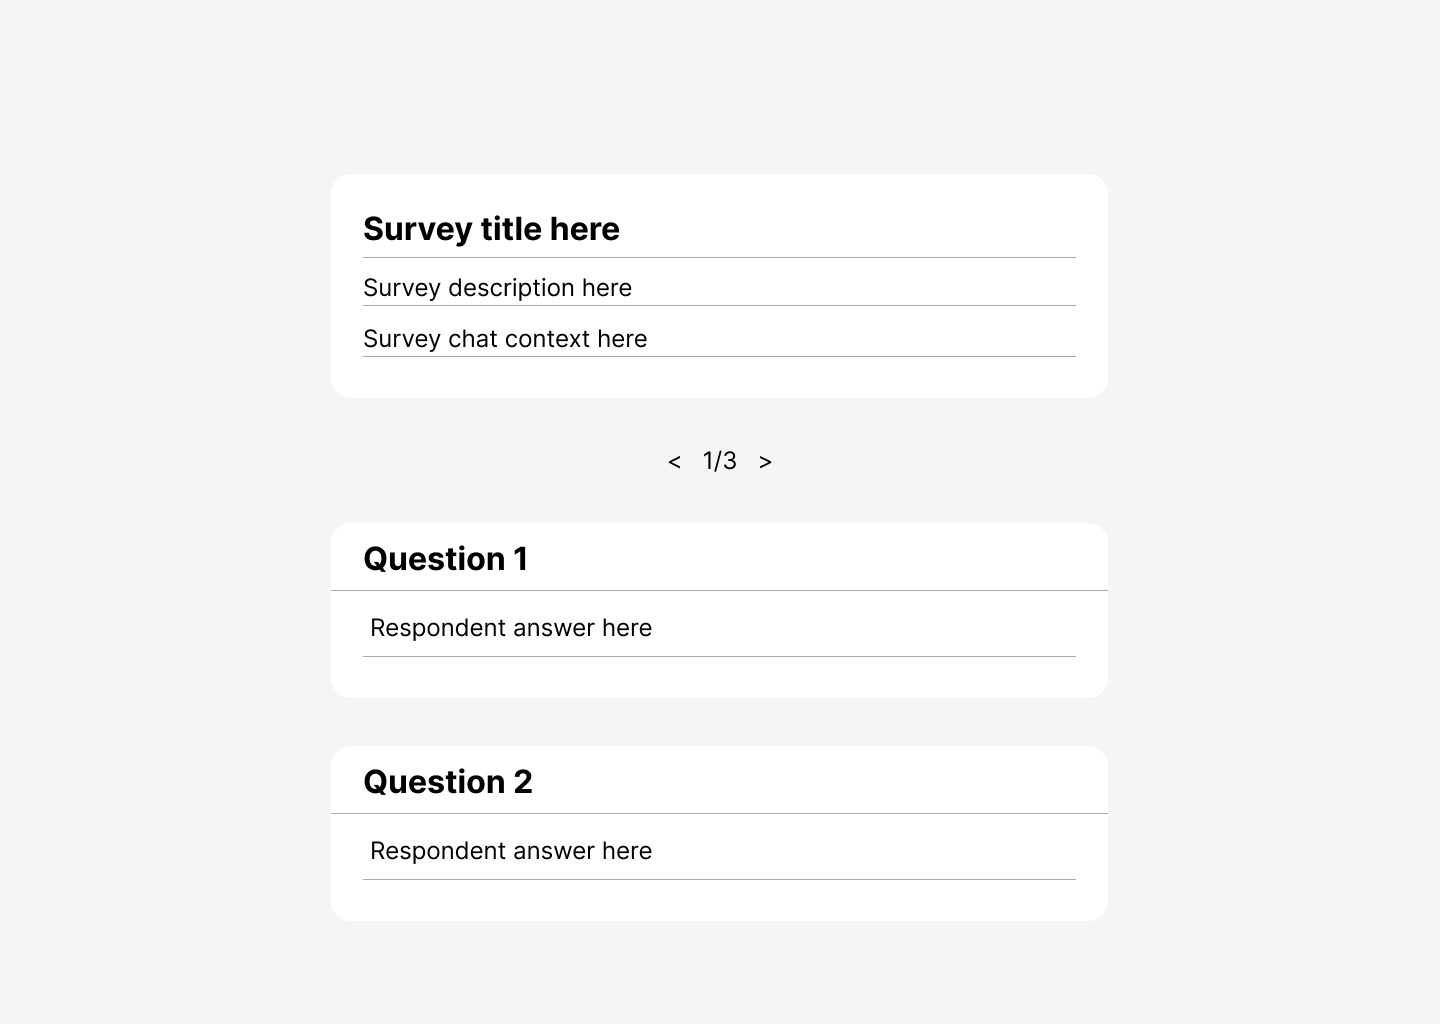 Survey title here
Survey description here
Survey chat context here
< 1/3 >
Question 1
Respondent answer here
Question 2
Respondent answer here